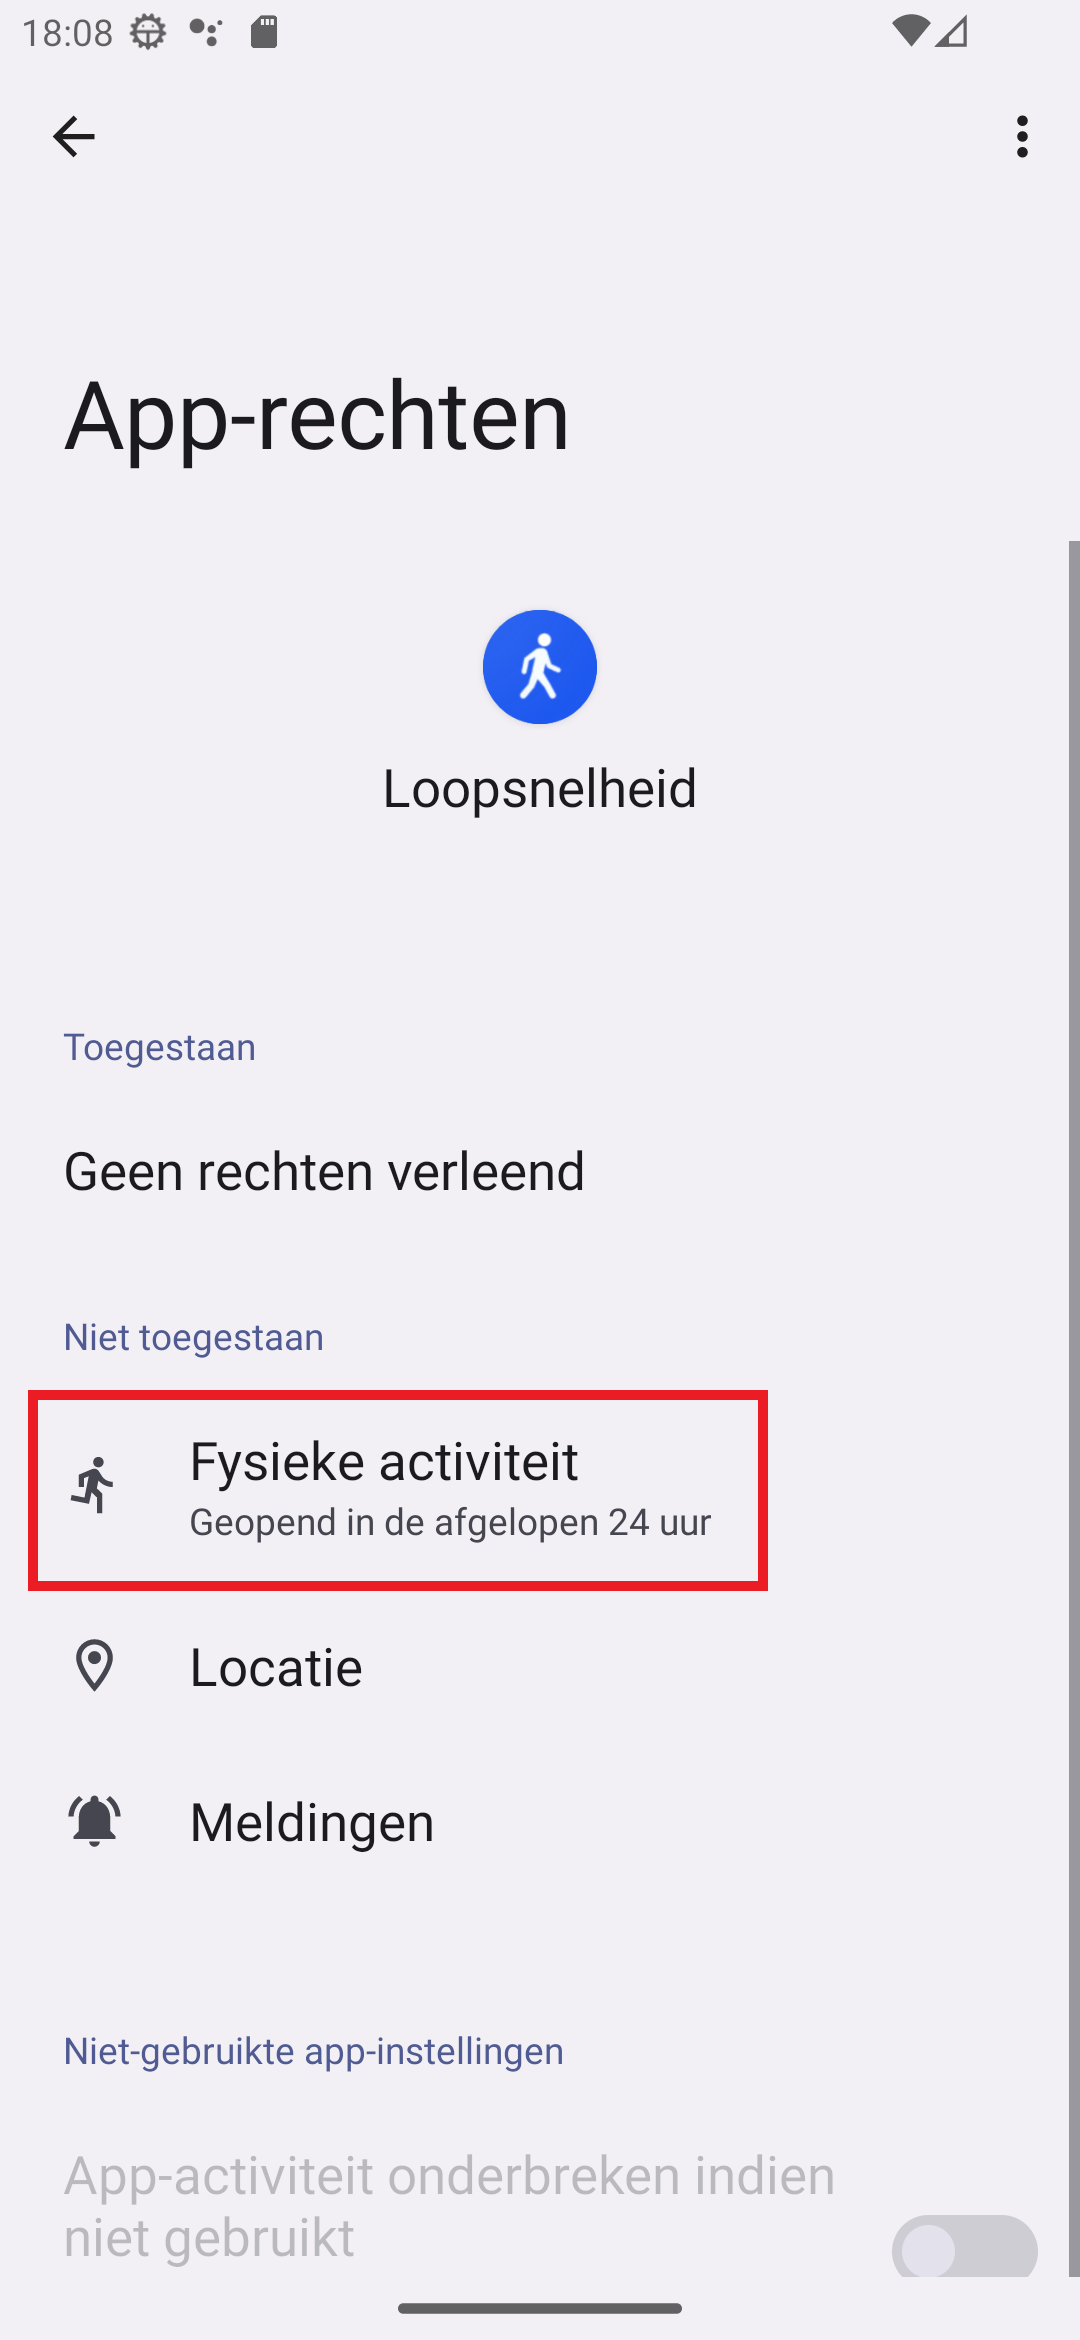 18:08
App-rechten
Loopsnelheid
Toegestaan
Geen rechten verleend
Niet toegestaan
Fysieke activiteit
Geopend in de afgelopen 24 uur
Locatie
Meldingen
Niet-gebruikte app-instellingen
App-activiteit onderbreken indien
niet gebruikt